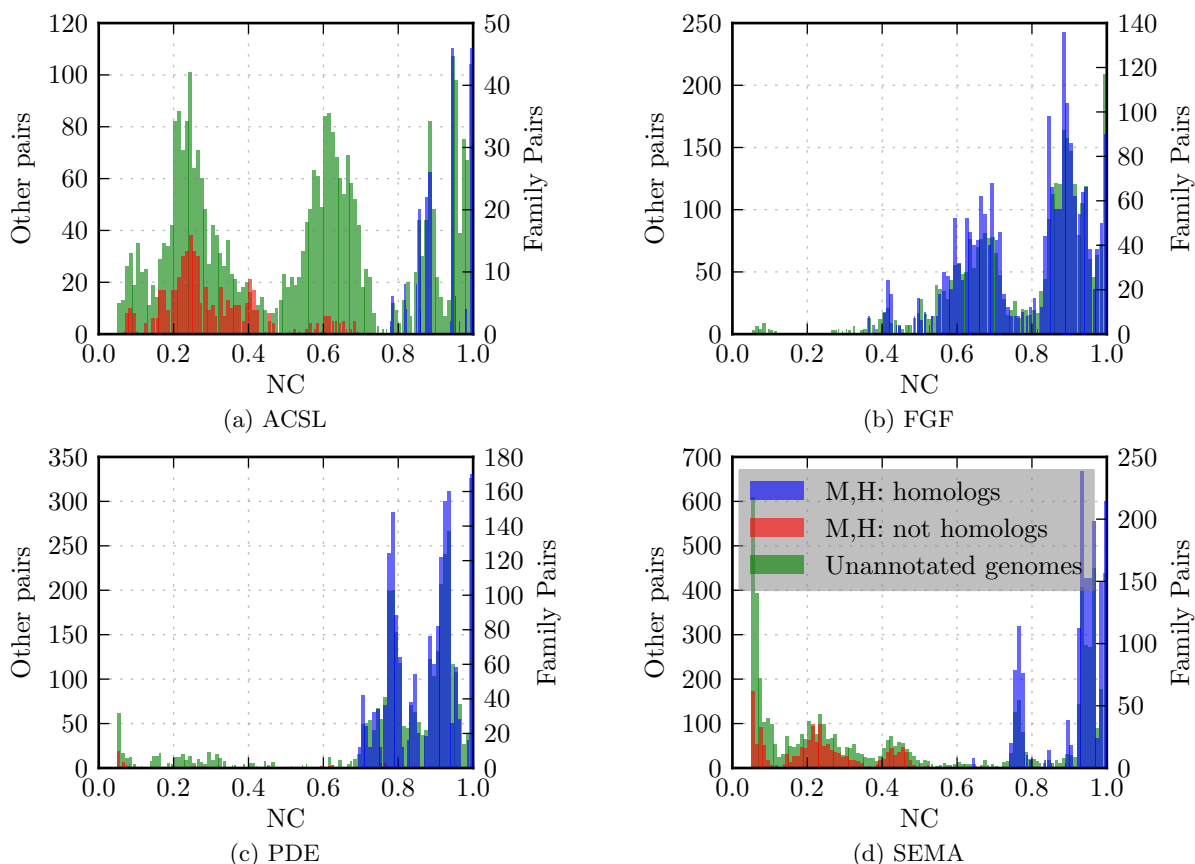 120
100
80
60
40
20
0
50
40
30
20
10
0
0.0 0.2 0.4 0.6 0.8 1.0
Other pairs
Family Pairs
NC
(a) ACSL
250
200
150
100
50
0
140
120
100
80
60
40
20
0
0.0 0.2 0.4 0.6 0.8 1.0
Other pairs
Family Pairs
NC
(b) FGF
350
300
250
200
150
100
50
0
180
160
140
120
100
80
60
40
20
0
0.0 0.2 0.4 0.6 0.8 1.0
Other pairs
Family Pairs
NC
(c) PDE
700
600
500
400
300
200
100
0
250
200
150
100
50
0
0.0 0.2 0.4 0.6 0.8 1.0
Other pairs
Family Pairs
M,H: homologs
M,H: not homologs
Unannotated genomes
NC
(d) SEMA